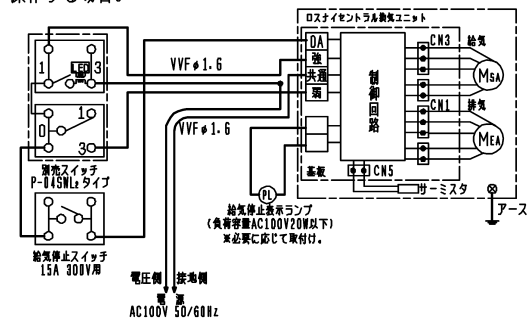 操作する場合。
ロスナイセントラル換気ユニット
OA
強
共通
弱
制御回路
CN3
給気
MSA
CN1
排気
MEA
1
LED
3
VVFφ1.6
0
1
3
VVFφ1.6
別売スイッチ
P-04SWL₂タイプ
基板
CN5
サーミスタ
PL
給気停止表示ランプ
(負荷容量AC100V20W以下)
※必要に応じて取付け。
アース
給気停止スイッチ
15A 300V用
電圧側
接地側
電源
AC100V 50/60Hz